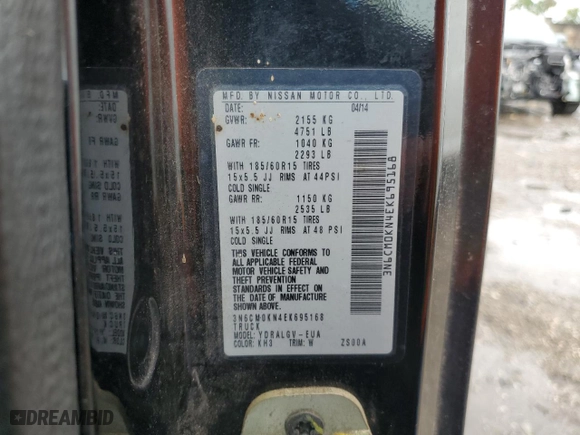 MFD. BY NISSAN MOTOR CO., LTD.
DATE: 04/14
GVWR: 2155 KG
4751 LB
GAWR FR: 1040 KG
2293 LB
WITH 185/60R15 TIRES
15x5.5 JJ RIMS AT 44PSI
COLD SINGLE
GAWR RR: 1150 KG
2535 LB
WITH 185/60R15 TIRES
15x5.5 JJ RIMS AT 48 PSI
COLD SINGLE
THIS VEHICLE CONFORMS TO
ALL APPLICABLE FEDERAL
MOTOR VEHICLE SAFETY AND
STANDARDS IN EFFECT ON
THE DATE OF MANUFACTURE
SHOWN ABOVE.
3N6CM0KN4EK695168
TRUCK
MODEL: YDRALGV-EUA
COLOR: KH3 TRIM: W ZS00A
3N6CM0KN4EK695168
DREAMBID